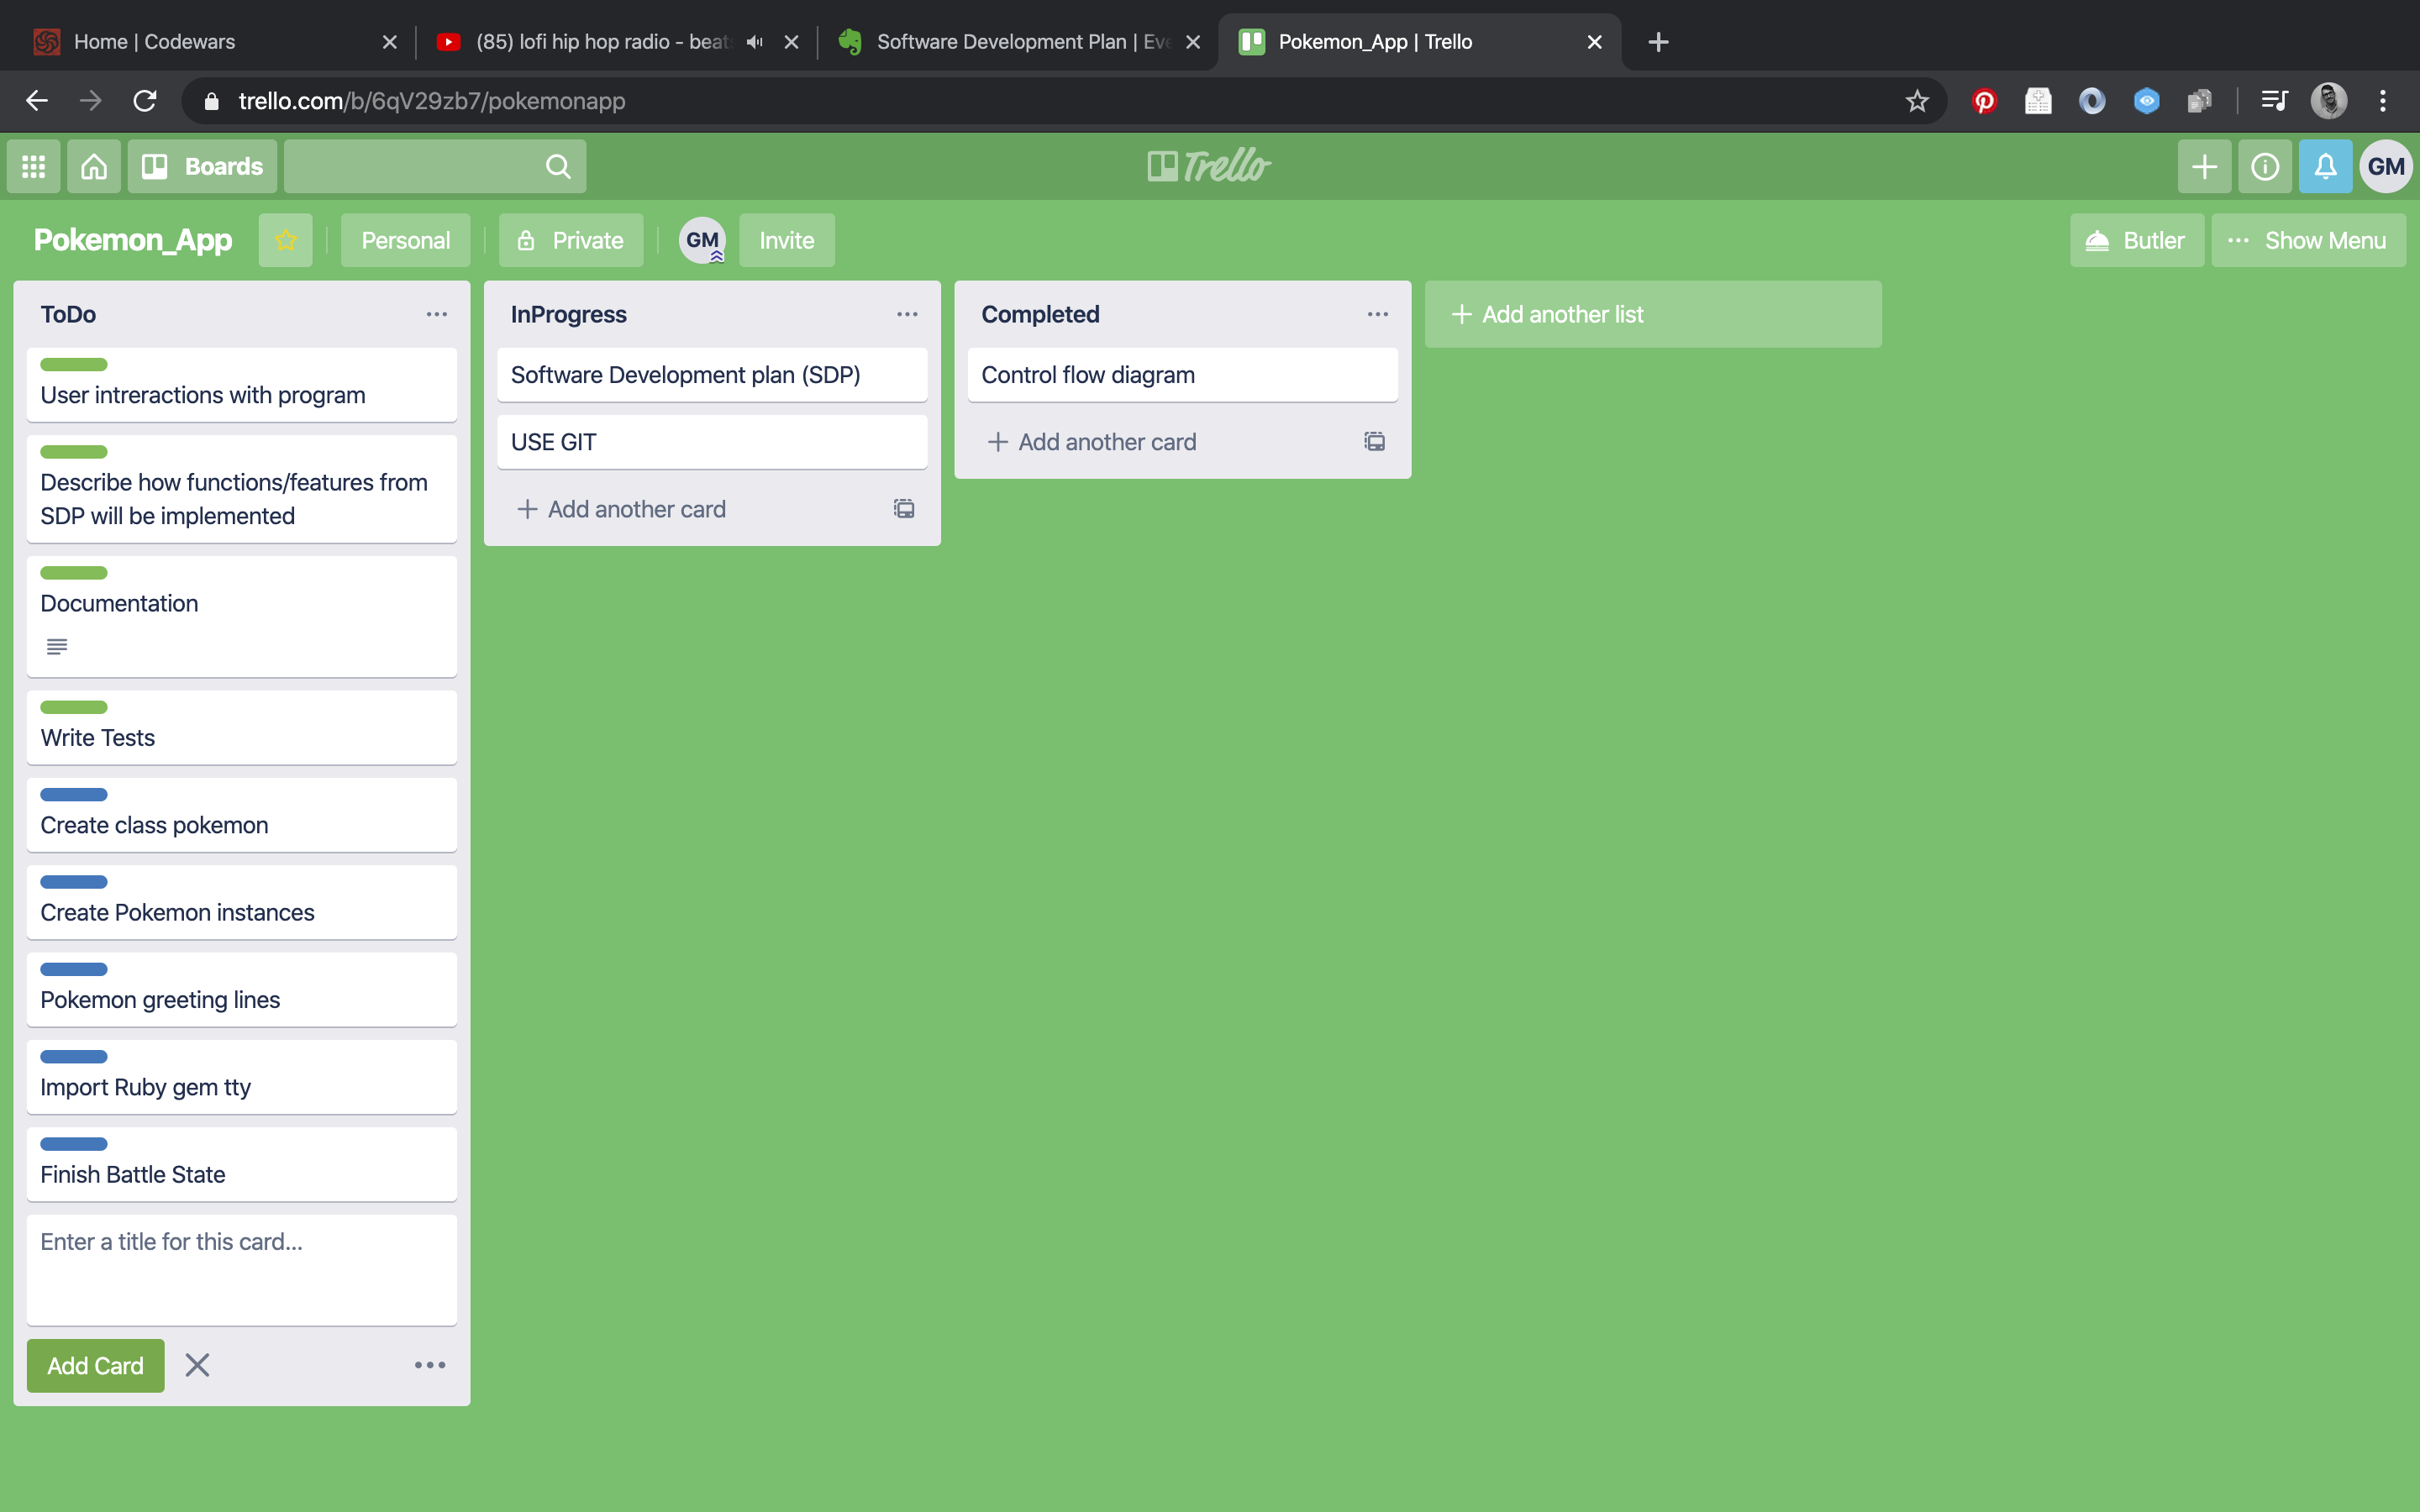 Home | Codewars
(85) lofi hip hop radio - beat
Software Development Plan | Eve
Pokemon_App | Trello
trello.com/b/6qV29zb7/pokemonapp
Boards
Trello
GM
Pokemon_App
Personal
Private
GM
Invite
Butler
Show Menu
ToDo
User intreractions with program
Describe how functions/features from
SDP will be implemented
Documentation
Write Tests
Create class pokemon
Create Pokemon instances
Pokemon greeting lines
Import Ruby gem tty
Finish Battle State
Enter a title for this card...
Add Card
InProgress
Software Development plan (SDP)
USE GIT
Add another card
Completed
Control flow diagram
Add another card
Add another list